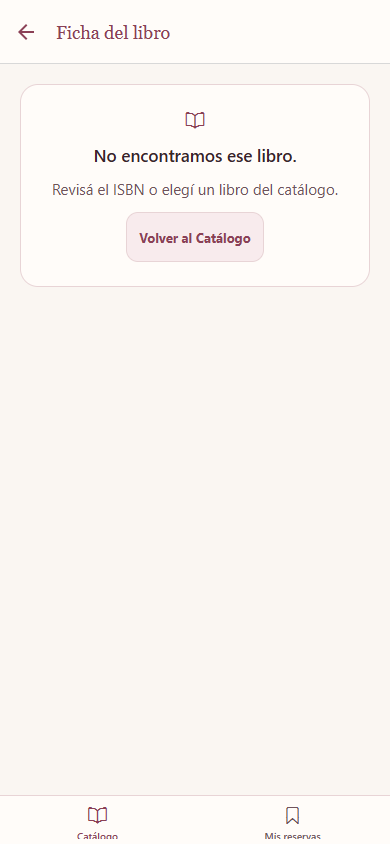 Ficha del libro
No encontramos ese libro.
Revisá el ISBN o elegí un libro del catálogo.
Volver al Catálogo
Catálogo
Mis reservas